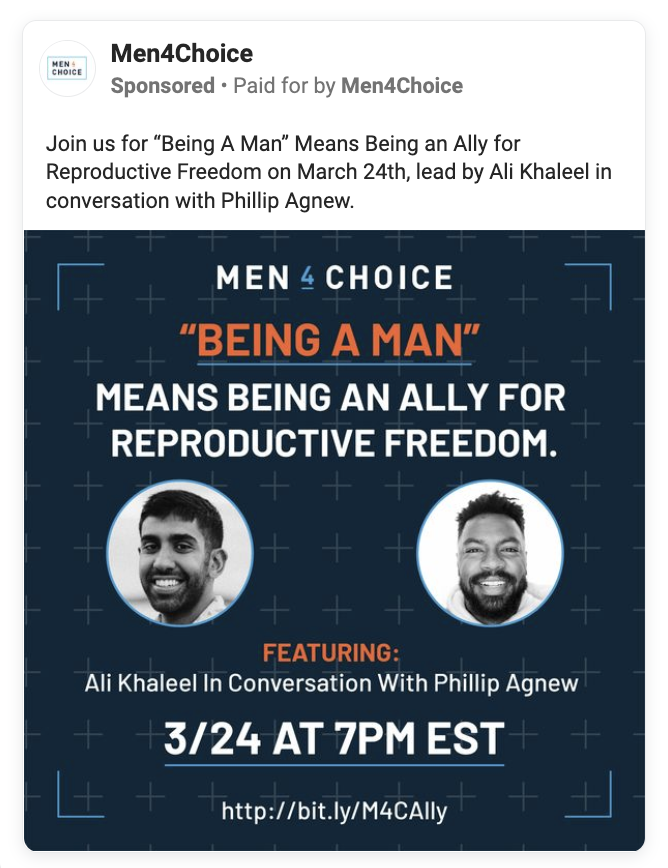 Men4Choice
MEN 4
CHOICE
Sponsored • Paid for by Men4Choice
Join us for “Being A Man” Means Being an Ally for
Reproductive Freedom on March 24th, lead by Ali Khaleel in
conversation with Phillip Agnew.
MEN 4 CHOICE
“BEING A MAN”
MEANS BEING AN ALLY FOR
REPRODUCTIVE FREEDOM.
FEATURING:
Ali Khaleel In Conversation With Phillip Agnew
3/24 AT 7PM EST
http://bit.ly/M4CAlly